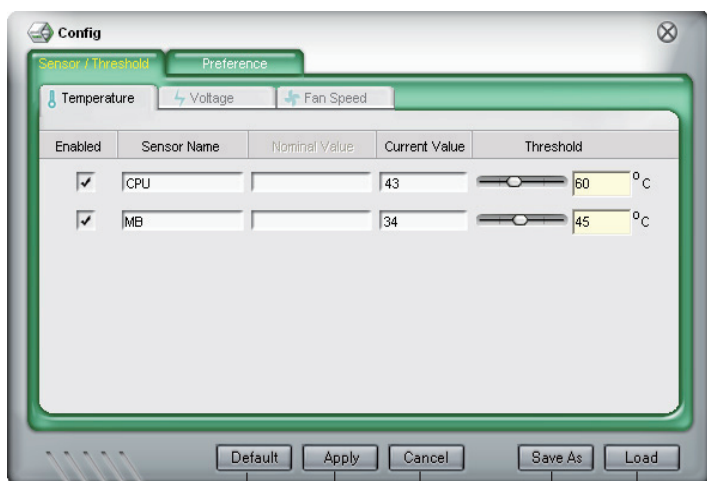 Config
Sensor / Threshold Preference
Temperature Voltage Fan Speed
Enabled Sensor Name Nominal Value Current Value Threshold
CPU 43 60 °C
MB 34 45 °C
Default Apply Cancel Save As Load